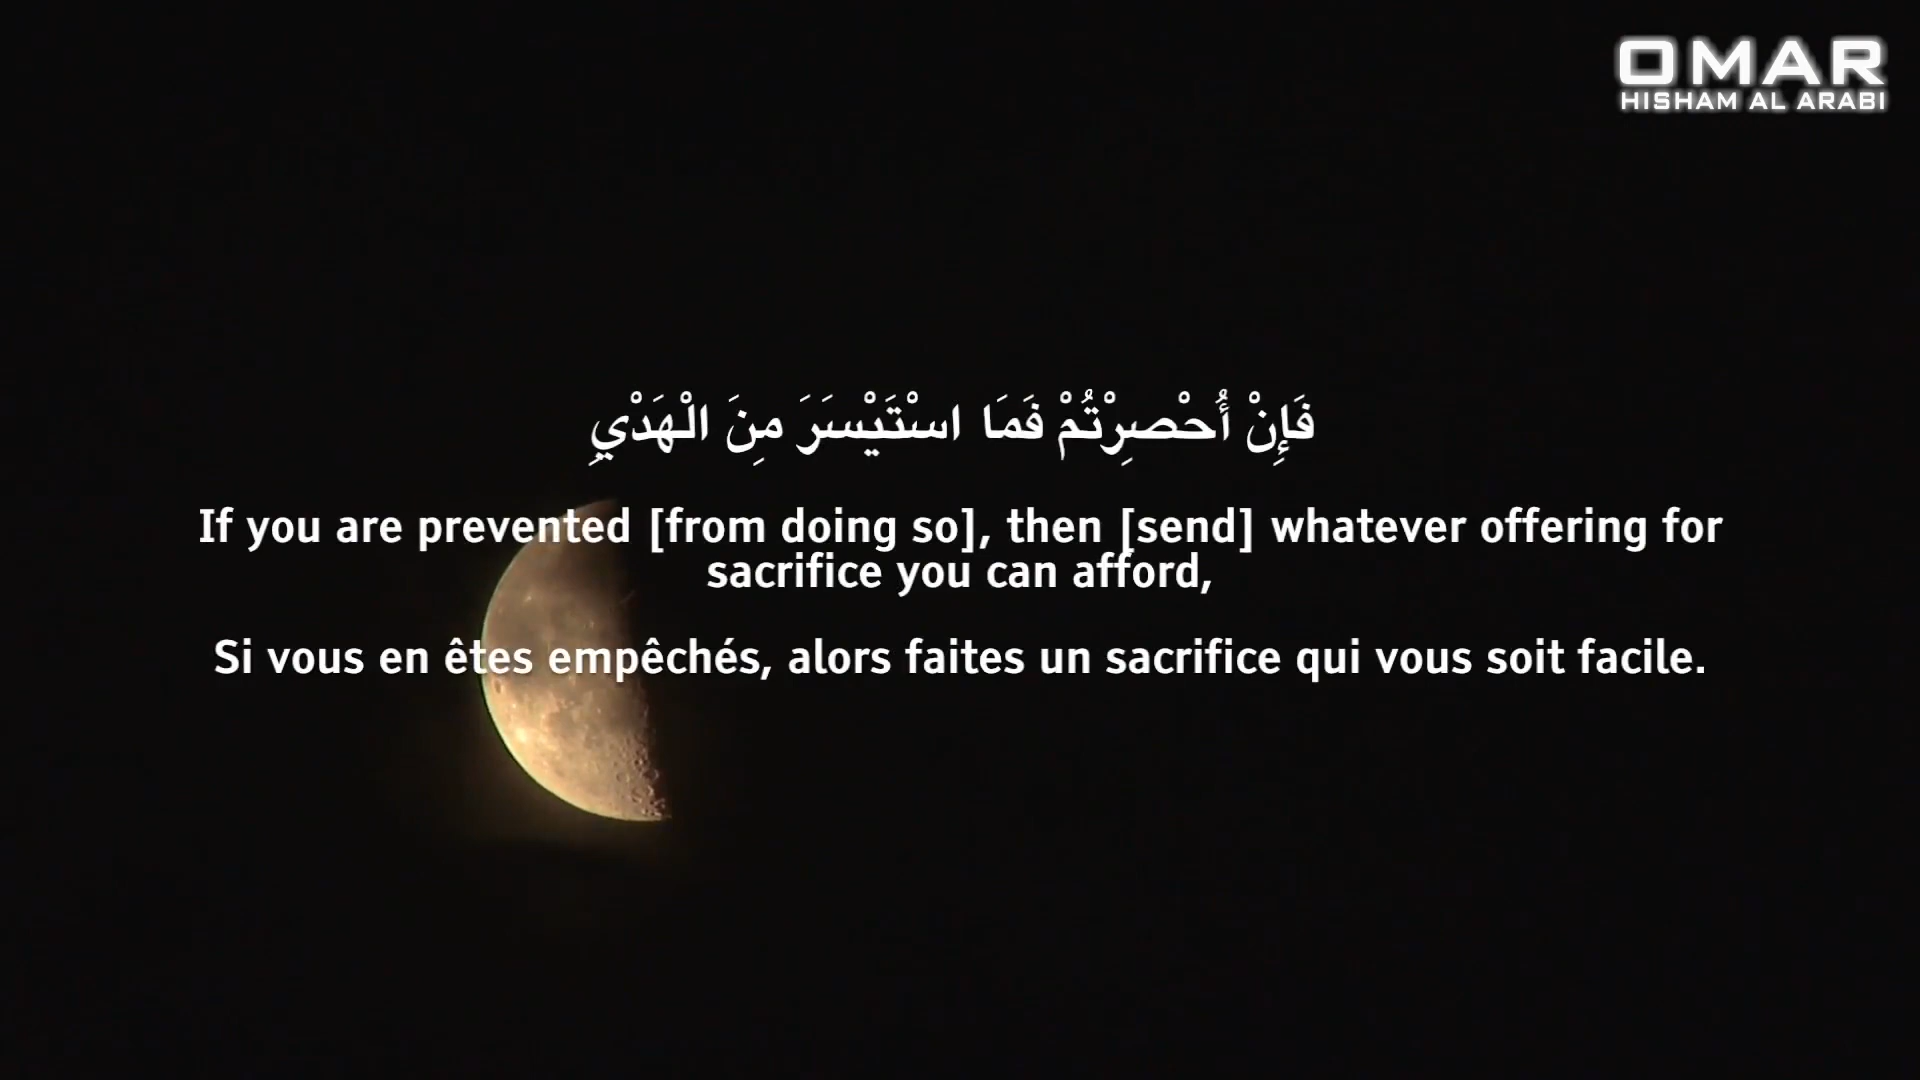 OMAR
HISHAM AL ARABI
فَإِنْ أُحْصِرْتُمْ فَمَا اسْتَيْسَرَ مِنَ الْهَدْيِ
If you are prevented [from doing so], then [send] whatever offering for
sacrifice you can afford,
Si vous en êtes empêchés, alors faites un sacrifice qui vous soit facile.